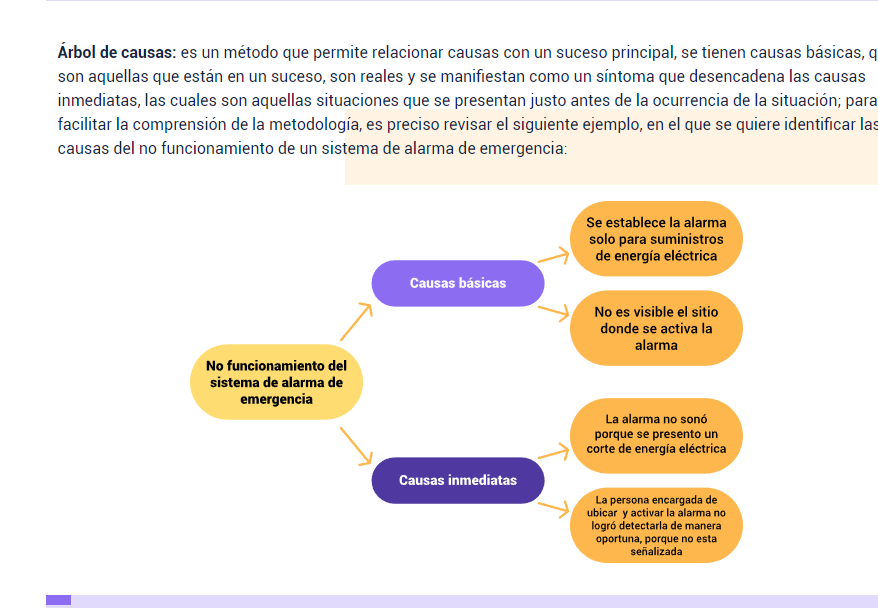 Árbol de causas: es un método que permite relacionar causas con un suceso principal, se tienen causas básicas, q
son aquellas que están en un suceso, son reales y se manifiestan como un síntoma que desencadena las causas
inmediatas, las cuales son aquellas situaciones que se presentan justo antes de la ocurrencia de la situación; para
facilitar la comprensión de la metodología, es preciso revisar el siguiente ejemplo, en el que se quiere identificar las
causas del no funcionamiento de un sistema de alarma de emergencia:
Se establece la alarma
solo para suministros
de energía eléctrica
Causas básicas
No es visible el sitio
donde se activa la
alarma
No funcionamiento del
sistema de alarma de
emergencia
La alarma no sonó
porque se presento un
corte de energía eléctrica
Causas inmediatas
La persona encargada de
ubicar y activar la alarma no
logró detectarla de manera
oportuna, porque no esta
señalizada